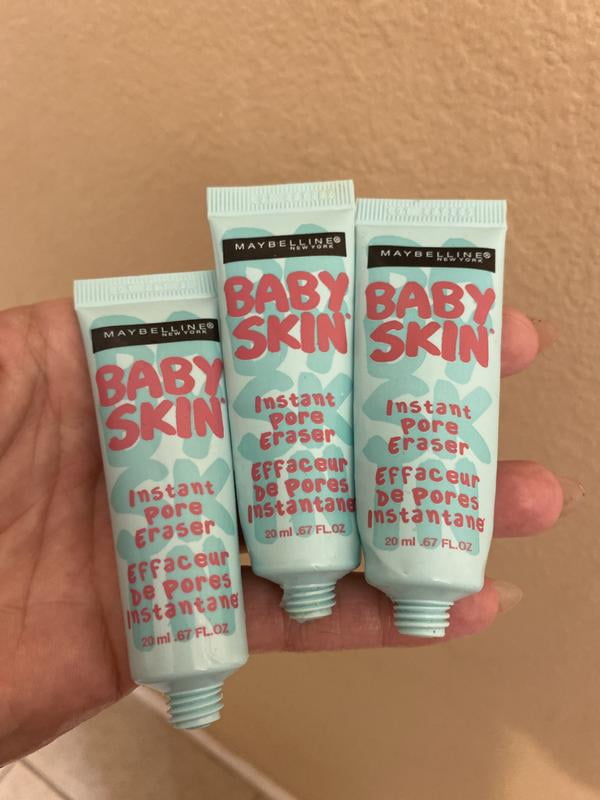 MAYBELLINE®
NEW YORK
BABY
SKIN®
Instant
Pore
Eraser
Effaceur
De Pores
Instantané
20 ml .67 FL.OZ
MAYBELLINE®
NEW YORK
BABY
SKIN®
Instant
Pore
Eraser
Effaceur
De Pores
Instantané
20 ml .67 FL.OZ
MAYBELLINE®
NEW YORK
BABY
SKIN®
Instant
Pore
Eraser
Effaceur
De Pores
Instantané
20 ml .67 FL.OZ